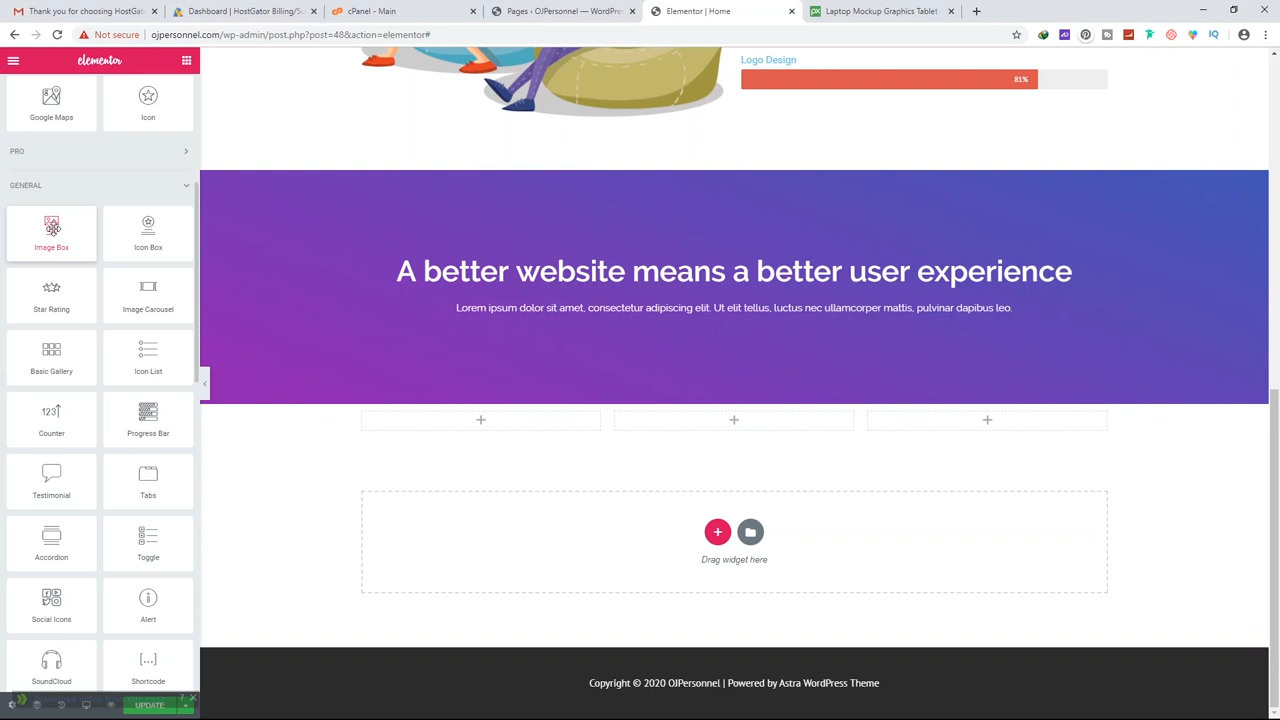 Thank you for choosing HostGat
Dashboard | HostGator Billing/Su
cPanel - Main
Pages ‹ OJPersonnel — WordPre
Elementor | Home
Laptop Mockup Graphics Tablet
Not secure | ojpersonnel.com/wp-admin/post.php?post=48&action=elementor#
elementor
Google Maps
Icon
PRO
GENERAL
Image Box
Icon Box
Star Rating
Image Carousel
Basic Gallery
Icon List
123
Counter
Progress Bar
Testimonial
Tabs
Accordion
Toggle
Social Icons
Alert
[...]
SoundCloud
Shortcode
UPDATE
Logo Design
81%
A better website means a better user experience
Lorem ipsum dolor sit amet, consectetur adipiscing elit. Ut elit tellus, luctus nec ullamcorper mattis, pulvinar dapibus leo.
Drag widget here
Copyright © 2020 OJPersonnel | Powered by Astra WordPress Theme